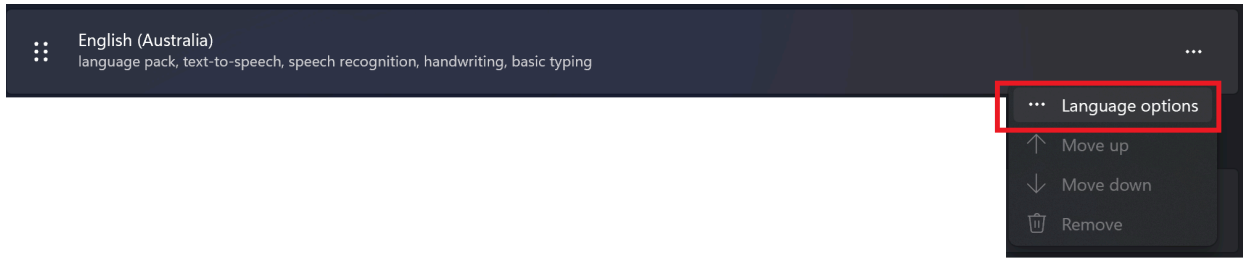 English (Australia)
language pack, text-to-speech, speech recognition, handwriting, basic typing
Language options
Move up
Move down
Remove